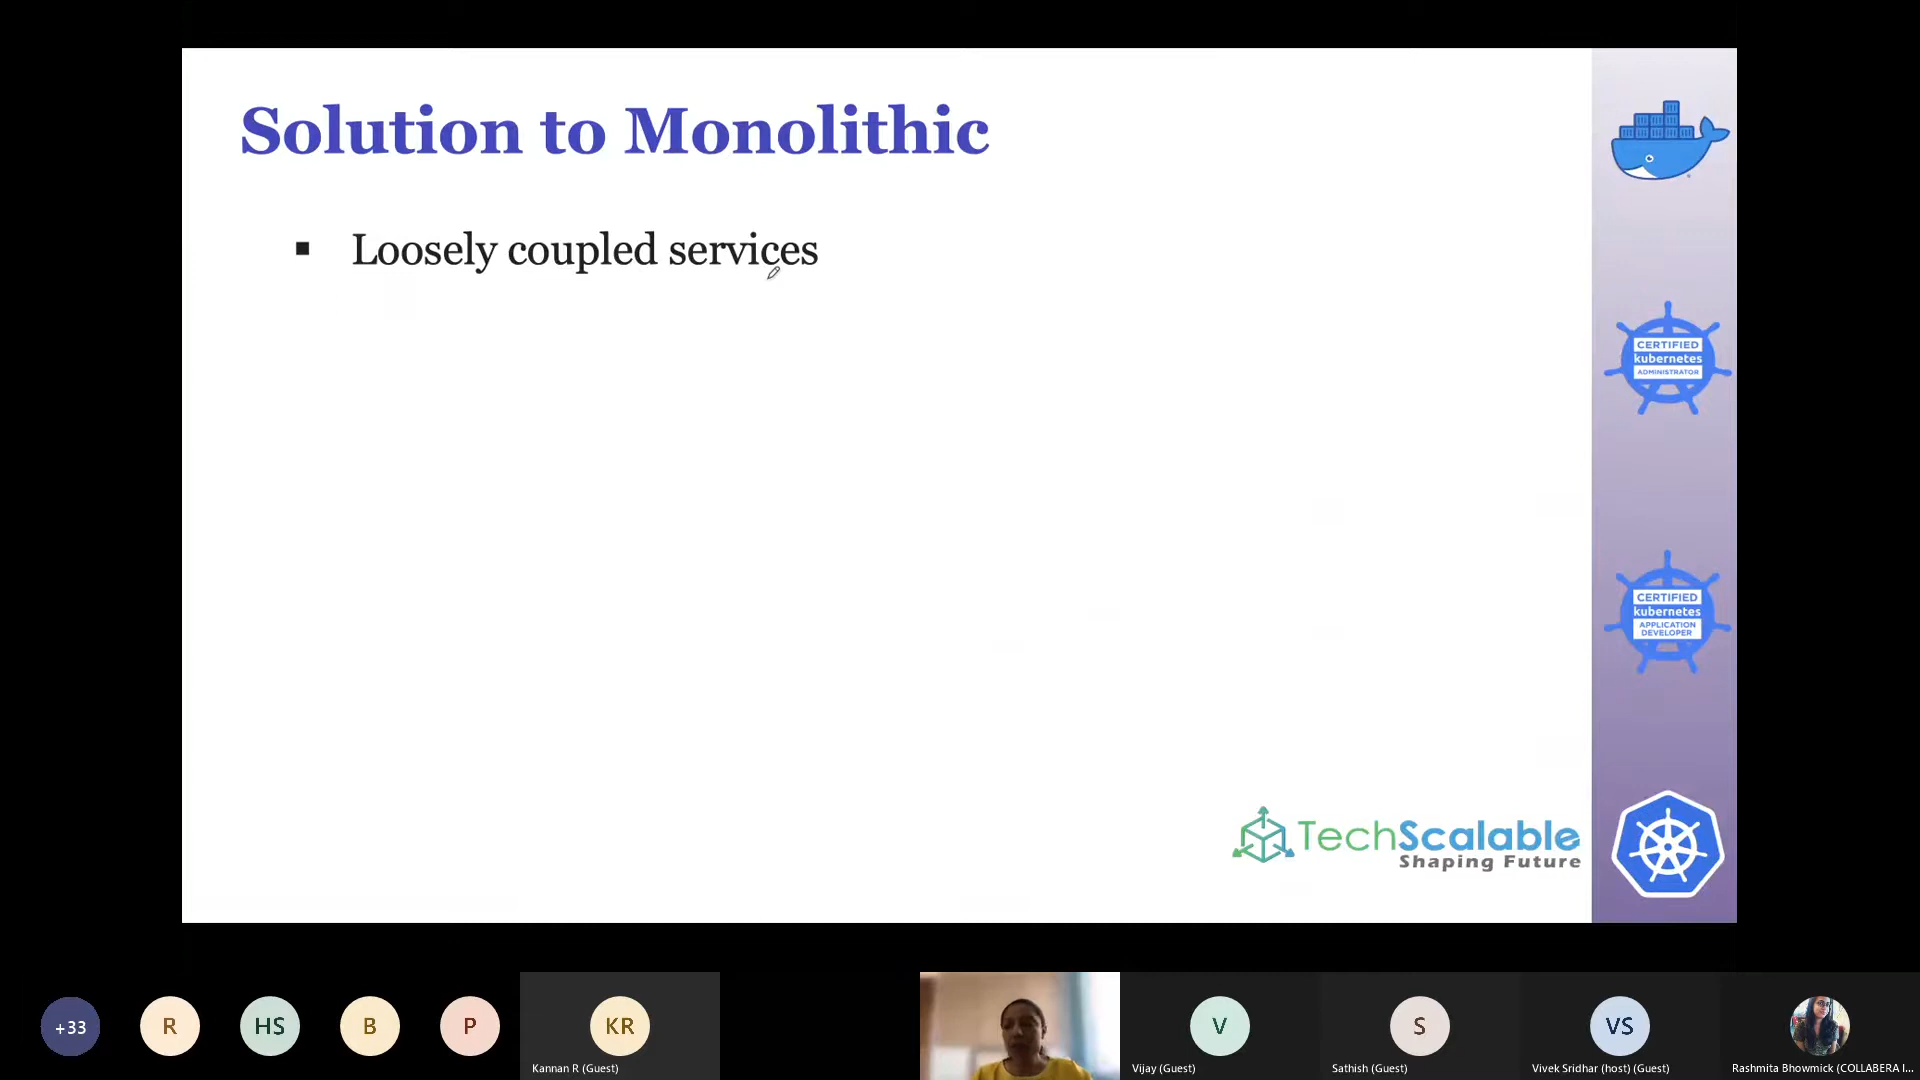 Solution to Monolithic
▪ Loosely coupled services
CERTIFIED
kubernetes
ADMINISTRATOR
CERTIFIED
kubernetes
APPLICATION
DEVELOPER
TechScalable
Shaping Future
+33
R
HS
B
P
KR
V
S
VS
Kannan R (Guest)
Vijay (Guest)
Sathish (Guest)
Vivek Sridhar (host) (Guest)
Rashmita Bhowmick (COLLABERA I...